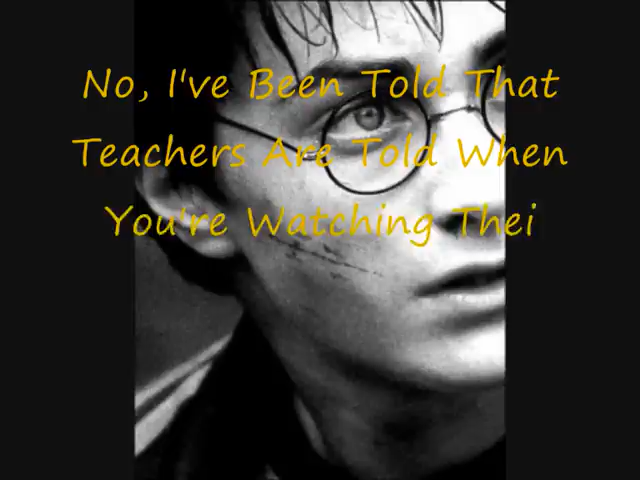 No, I've Been Told That
Teachers Are Told When
You're Watching Thei